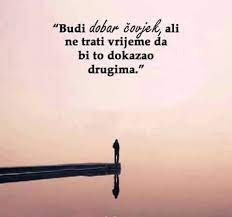 “Budi dobar čovjek, ali
ne trati vrijeme da
bi to dokazao
drugima.”